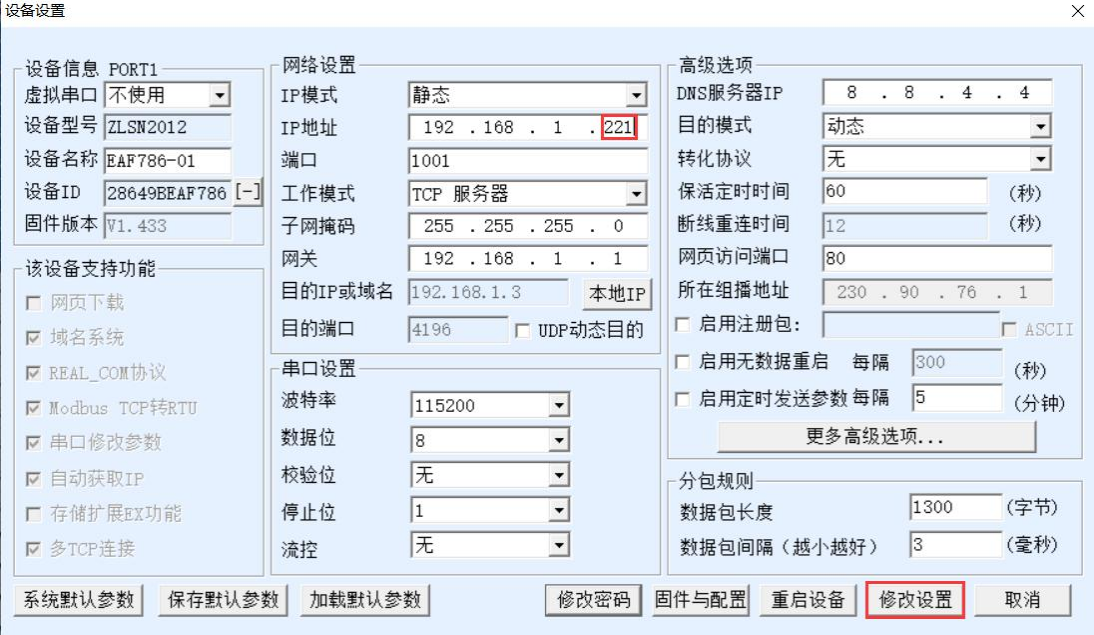 设备设置
设备信息 PORT1
虚拟串口 不使用
设备型号 ZLSN2012
设备名称 EAF786-01
设备ID 28649BEAF786 [-]
固件版本 V1.433
该设备支持功能
网页下载
域名系统
REAL_COM协议
Modbus TCP转RTU
串口修改参数
自动获取IP
存储扩展EX功能
多TCP连接
网络设置
IP模式 静态
IP地址 192 . 168 . 1 . 221
端口 1001
工作模式 TCP 服务器
子网掩码 255 . 255 . 255 . 0
网关 192 . 168 . 1 . 1
目的IP或域名 192.168.1.3 本地IP
目的端口 4196 UDP动态目的
串口设置
波特率 115200
数据位 8
校验位 无
停止位 1
流控 无
高级选项
DNS服务器IP 8 . 8 . 4 . 4
目的模式 动态
转化协议 无
保活定时时间 60 (秒)
断线重连时间 12 (秒)
网页访问端口 80
所在组播地址 230 . 90 . 76 . 1
启用注册包: ASCII
启用无数据重启 每隔 300 (秒)
启用定时发送参数 每隔 5 (分钟)
更多高级选项...
分包规则
数据包长度 1300 (字节)
数据包间隔(越小越好) 3 (毫秒)
系统默认参数 保存默认参数 加载默认参数 修改密码 固件与配置 重启设备 修改设置 取消